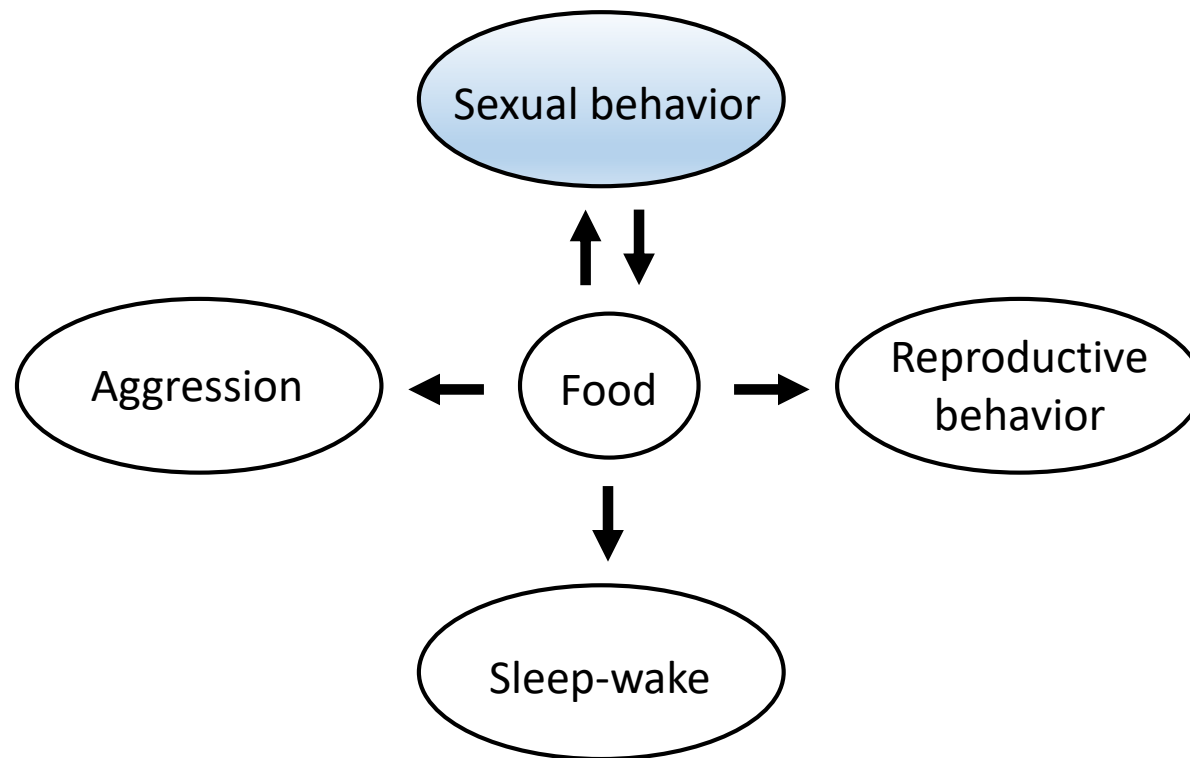 Sexual behavior
Aggression
Food
Reproductive
behavior
Sleep-wake